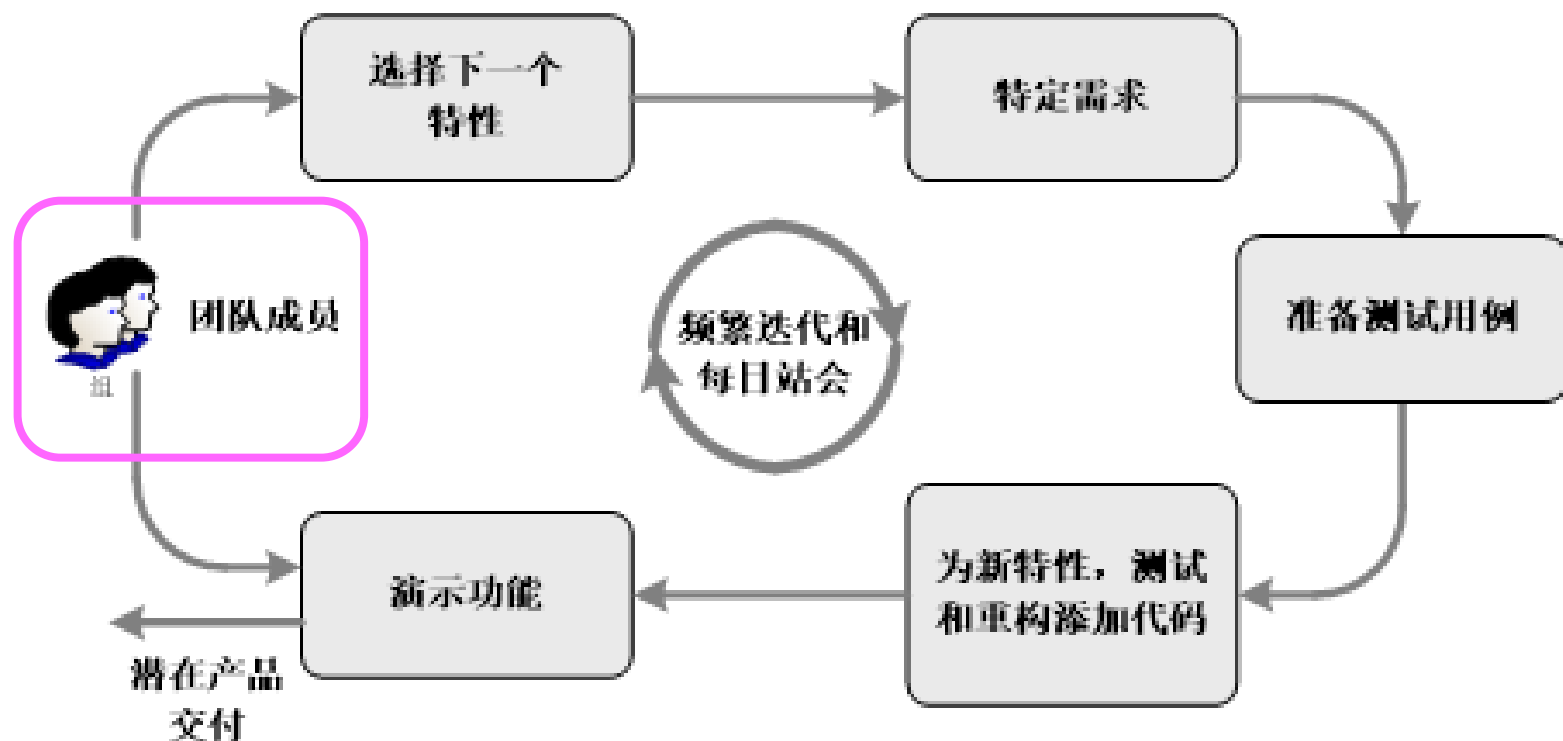 选择下一个
特性
特定需求
团队成员
组
频繁迭代和
每日站会
准备测试用例
演示功能
为新特性，测试
和重构添加代码
潜在产品
交付